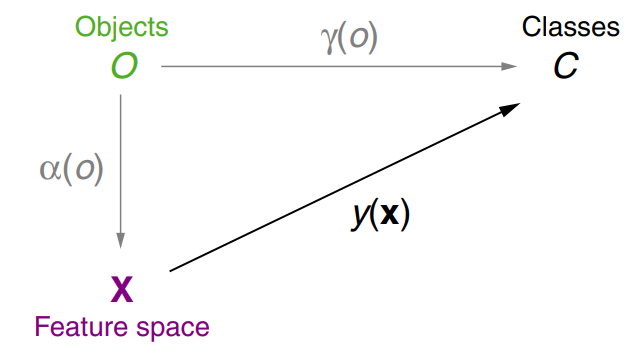 Objects
O
γ(o)
Classes
C
α(o)
y(x)
X
Feature space